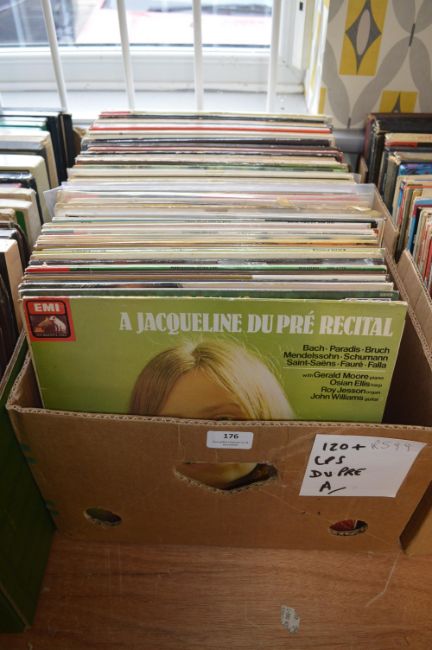 EMI
A JACQUELINE DU PRÉ RECITAL
Bach · Paradis · Bruch
Mendelssohn · Schumann
Saint-Saëns · Fauré · Falla
with Gerald Moore piano
Osian Ellis harp
Roy Jesson organ
John Williams guitar
176
120+
LPS
DU PRE
A/